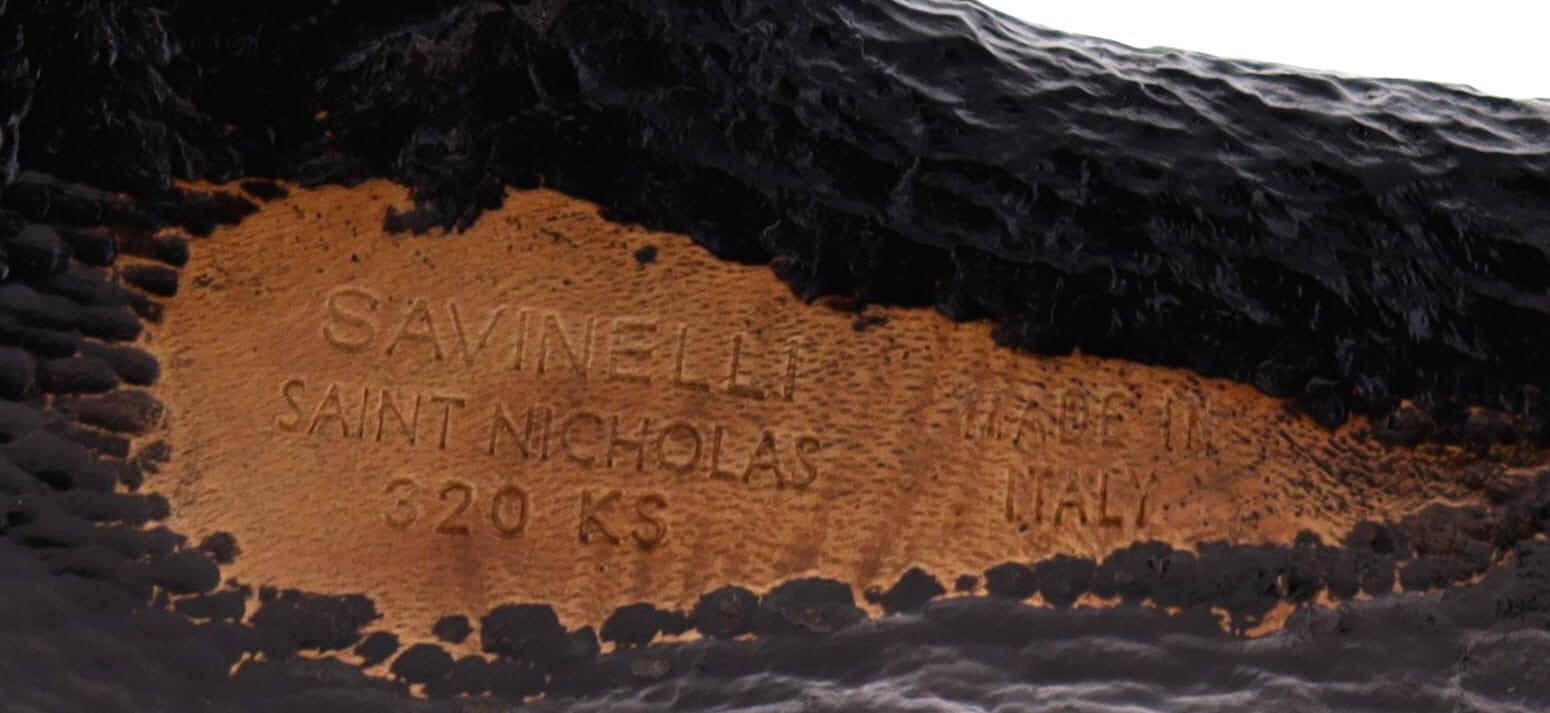 SAVINELLI
SAINT NICHOLAS
320 KS
MADE IN
ITALY